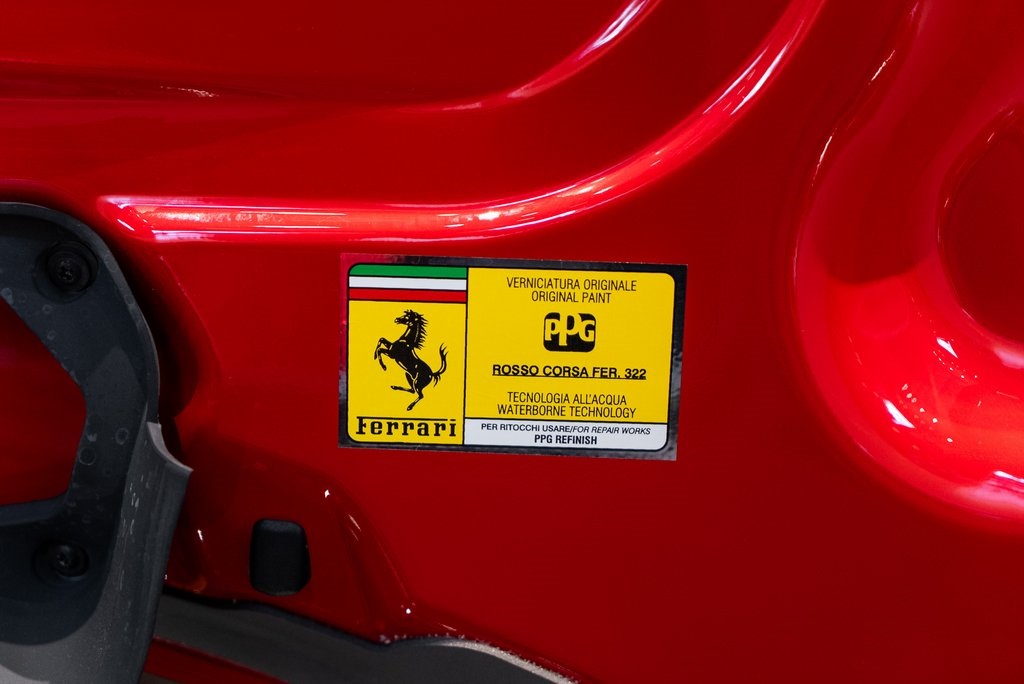 VERNICIATURA ORIGINALE
ORIGINAL PAINT
PPG
ROSSO CORSA FER. 322
TECNOLOGIA ALL'ACQUA
WATERBORNE TECHNOLOGY
Ferrari
PER RITOCCHI USARE/FOR REPAIR WORKS
PPG REFINISH